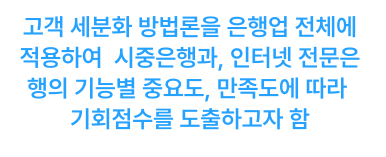 고객 세분화 방법론을 은행업 전체에
적용하여  시중은행과, 인터넷 전문은
행의 기능별 중요도, 만족도에 따라
기회점수를 도출하고자 함